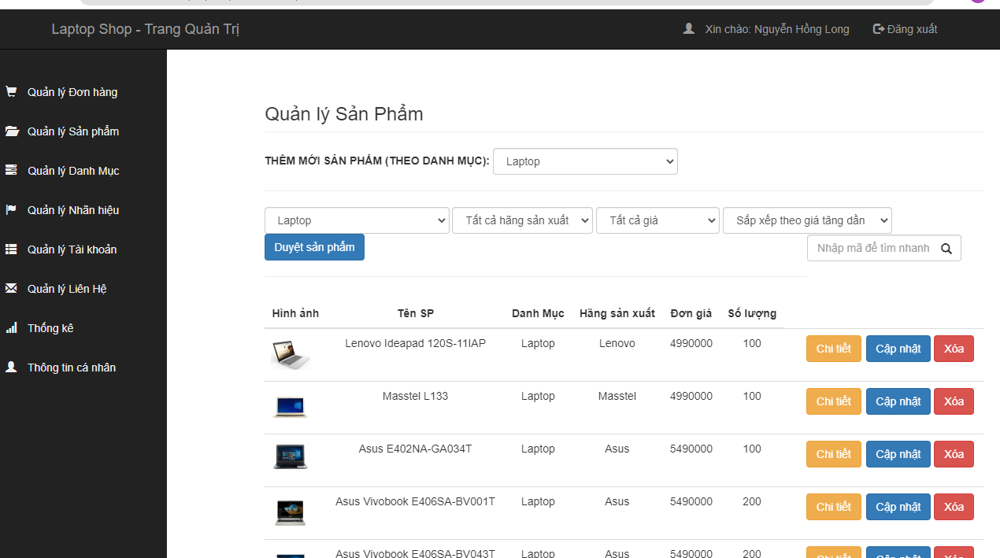 Laptop Shop - Trang Quản Trị
Xin chào: Nguyễn Hồng Long
Đăng xuất
Quản lý Đơn hàng
Quản lý Sản phẩm
Quản lý Danh Mục
Quản lý Nhãn hiệu
Quản lý Tài khoản
Quản lý Liên Hệ
Thống kê
Thông tin cá nhân
Quản lý Sản Phẩm
THÊM MỚI SẢN PHẨM (THEO DANH MỤC): Laptop
Laptop Tất cả hãng sản xuất Tất cả giá Sắp xếp theo giá tăng dần
Duyệt sản phẩm Nhập mã để tìm nhanh
Hình ảnh Tên SP Danh Mục Hãng sản xuất Đơn giá Số lượng
Lenovo Ideapad 120S-11IAP Laptop Lenovo 4990000 100 Chi tiết Cập nhật Xóa
Masstel L133 Laptop Masstel 4990000 100 Chi tiết Cập nhật Xóa
Asus E402NA-GA034T Laptop Asus 5490000 100 Chi tiết Cập nhật Xóa
Asus Vivobook E406SA-BV001T Laptop Asus 5490000 200 Chi tiết Cập nhật Xóa
Asus Vivobook E406SA-BV043T Laptop Asus 5490000 200 Chi tiết Cập nhật Xóa